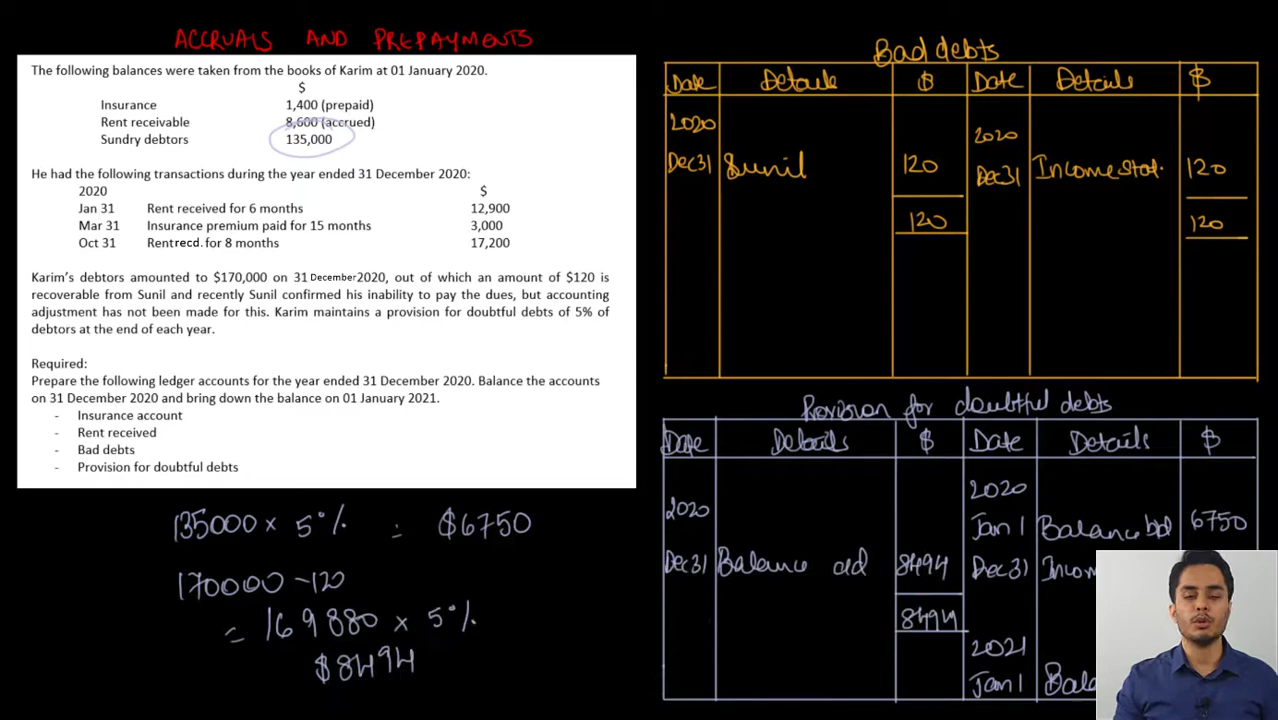 ACCRUALS AND PREPAYMENTS
The following balances were taken from the books of Karim at 01 January 2020.
$
Insurance 1,400 (prepaid)
Rent receivable 8,600 (accrued)
Sundry debtors 135,000
He had the following transactions during the year ended 31 December 2020:
2020 $
Jan 31 Rent received for 6 months 12,900
Mar 31 Insurance premium paid for 15 months 3,000
Oct 31 Rent recd. for 8 months 17,200
Karim's debtors amounted to $170,000 on 31 December 2020, out of which an amount of $120 is
recoverable from Sunil and recently Sunil confirmed his inability to pay the dues, but accounting
adjustment has not been made for this. Karim maintains a provision for doubtful debts of 5% of
debtors at the end of each year.
Required:
Prepare the following ledger accounts for the year ended 31 December 2020. Balance the accounts
on 31 December 2020 and bring down the balance on 01 January 2021.
- Insurance account
- Rent received
- Bad debts
- Provision for doubtful debts
135000 × 5% = $6750
170000 - 120
= 169880 × 5%
$8494
Bad debts
Date Details $ Date Details $
2020 2020
Dec31 Sunil 120 Dec31 Income stat. 120
120 120
Provision for doubtful debts
Date Details $ Date Details $
2020
2020 Jan 1 Balance b/d 6750
Dec31 Balance c/d 8494 Dec31 Incom
8494
2021
Jan 1 Bala